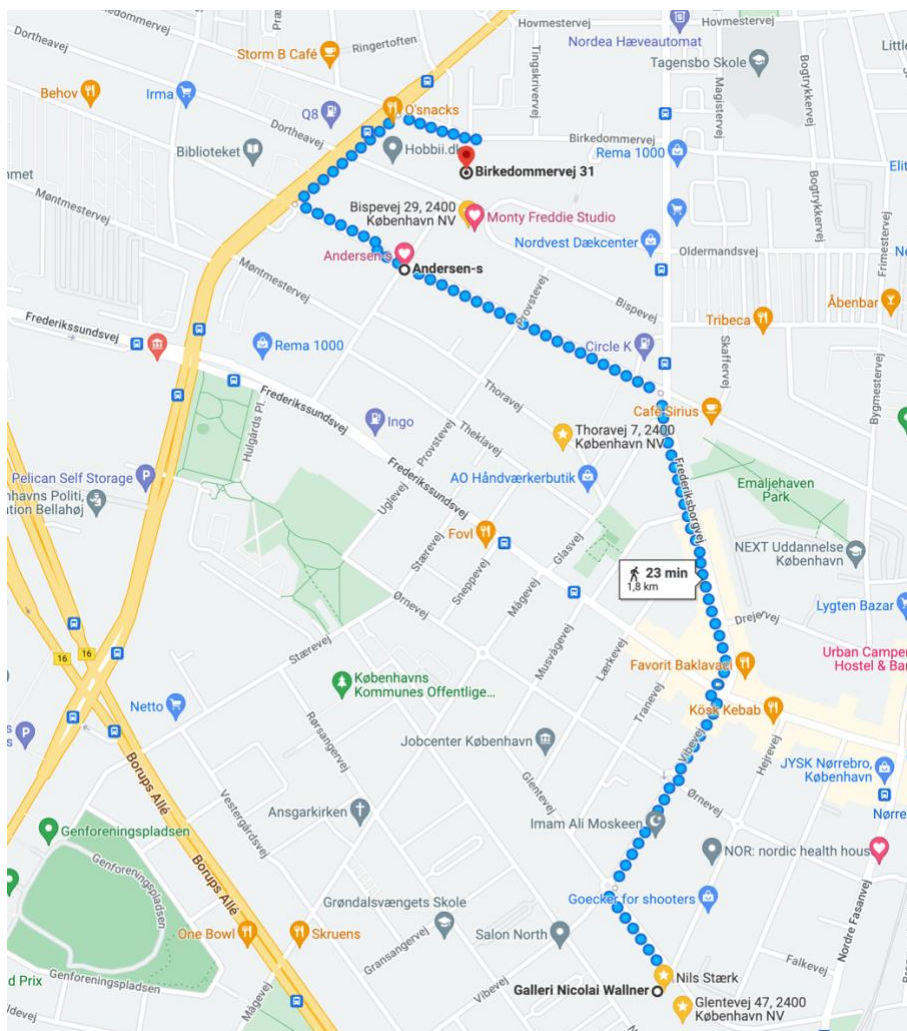 Hovmestervej
Hovmestervej
Dortheavej
Ringertoften
Storm B Café
Nordea Hæveautomat
Tagensbo Skole
Tingskrivervej
Magistervej
Bogtrykkervej
Behov
Irma
Q8
O'snacks
Dortheavej
Biblioteket
Hobbii.dk
Birkedommervej
Rema 1000
Birkedommervej 31
Bogtrykkervej
Møntmestervej
Bispevej 29, 2400
København NV
Monty Freddie Studio
Nordvest Dækcenter
Oldermandsvej
Frimestervej
Andersen-s
Andersen-s
Møntmestervej
Provstevej
Bispevej
Tribeca
Åbenbar
Frederikssundsvej
Rema 1000
Circle K
Skaffervej
Hulgårds Pl.
Thoravej
Café Sirius
Bygmestervej
Ingo
Theklavej
Thoravej 7, 2400
København NV
Provstevej
Frederikssundsvej
Pelican Self Storage
AO Håndværkerbutik
Frederiksborgvej
Emaljehaven
Park
nhavns Politi,
tation Bellahøj
Uglevej
Fovl
Glasvej
NEXT Uddannelse
København
Stærevej
Sneppevej
Mågevej
23 min
1,8 km
Ørnevej
Drejervej
Lygten Bazar
Stærevej
Musvågevej
Lærkevej
Urban Camper
Hostel & Bar
16
16
Favorit Baklavaci
Københavns
Kommunes Offentlige...
Tranevej
Netto
Kösk Kebab
Rørsangervej
Jobcenter København
Vibevej
Hejrevej
JYSK Nørrebro,
København
Borups Allé
Glentevej
Ørnevej
Nørre
Vestergårdsvej
Ansgarkirken
Imam Ali Moskeen
Genforeningspladsen
NOR: nordic health hous
Genforeningspladsen
Borups Allé
Grøndalsvængets Skole
Goecker for shooters
Nordre Fasanvej
One Bowl
Skruens
Gransangervej
Salon North
d Prix
Genforeningspladsen
Mågevej
Vibevej
Nils Stærk
Falkevej
Galleri Nicolai Wallner
Glentevej 47, 2400
København NV